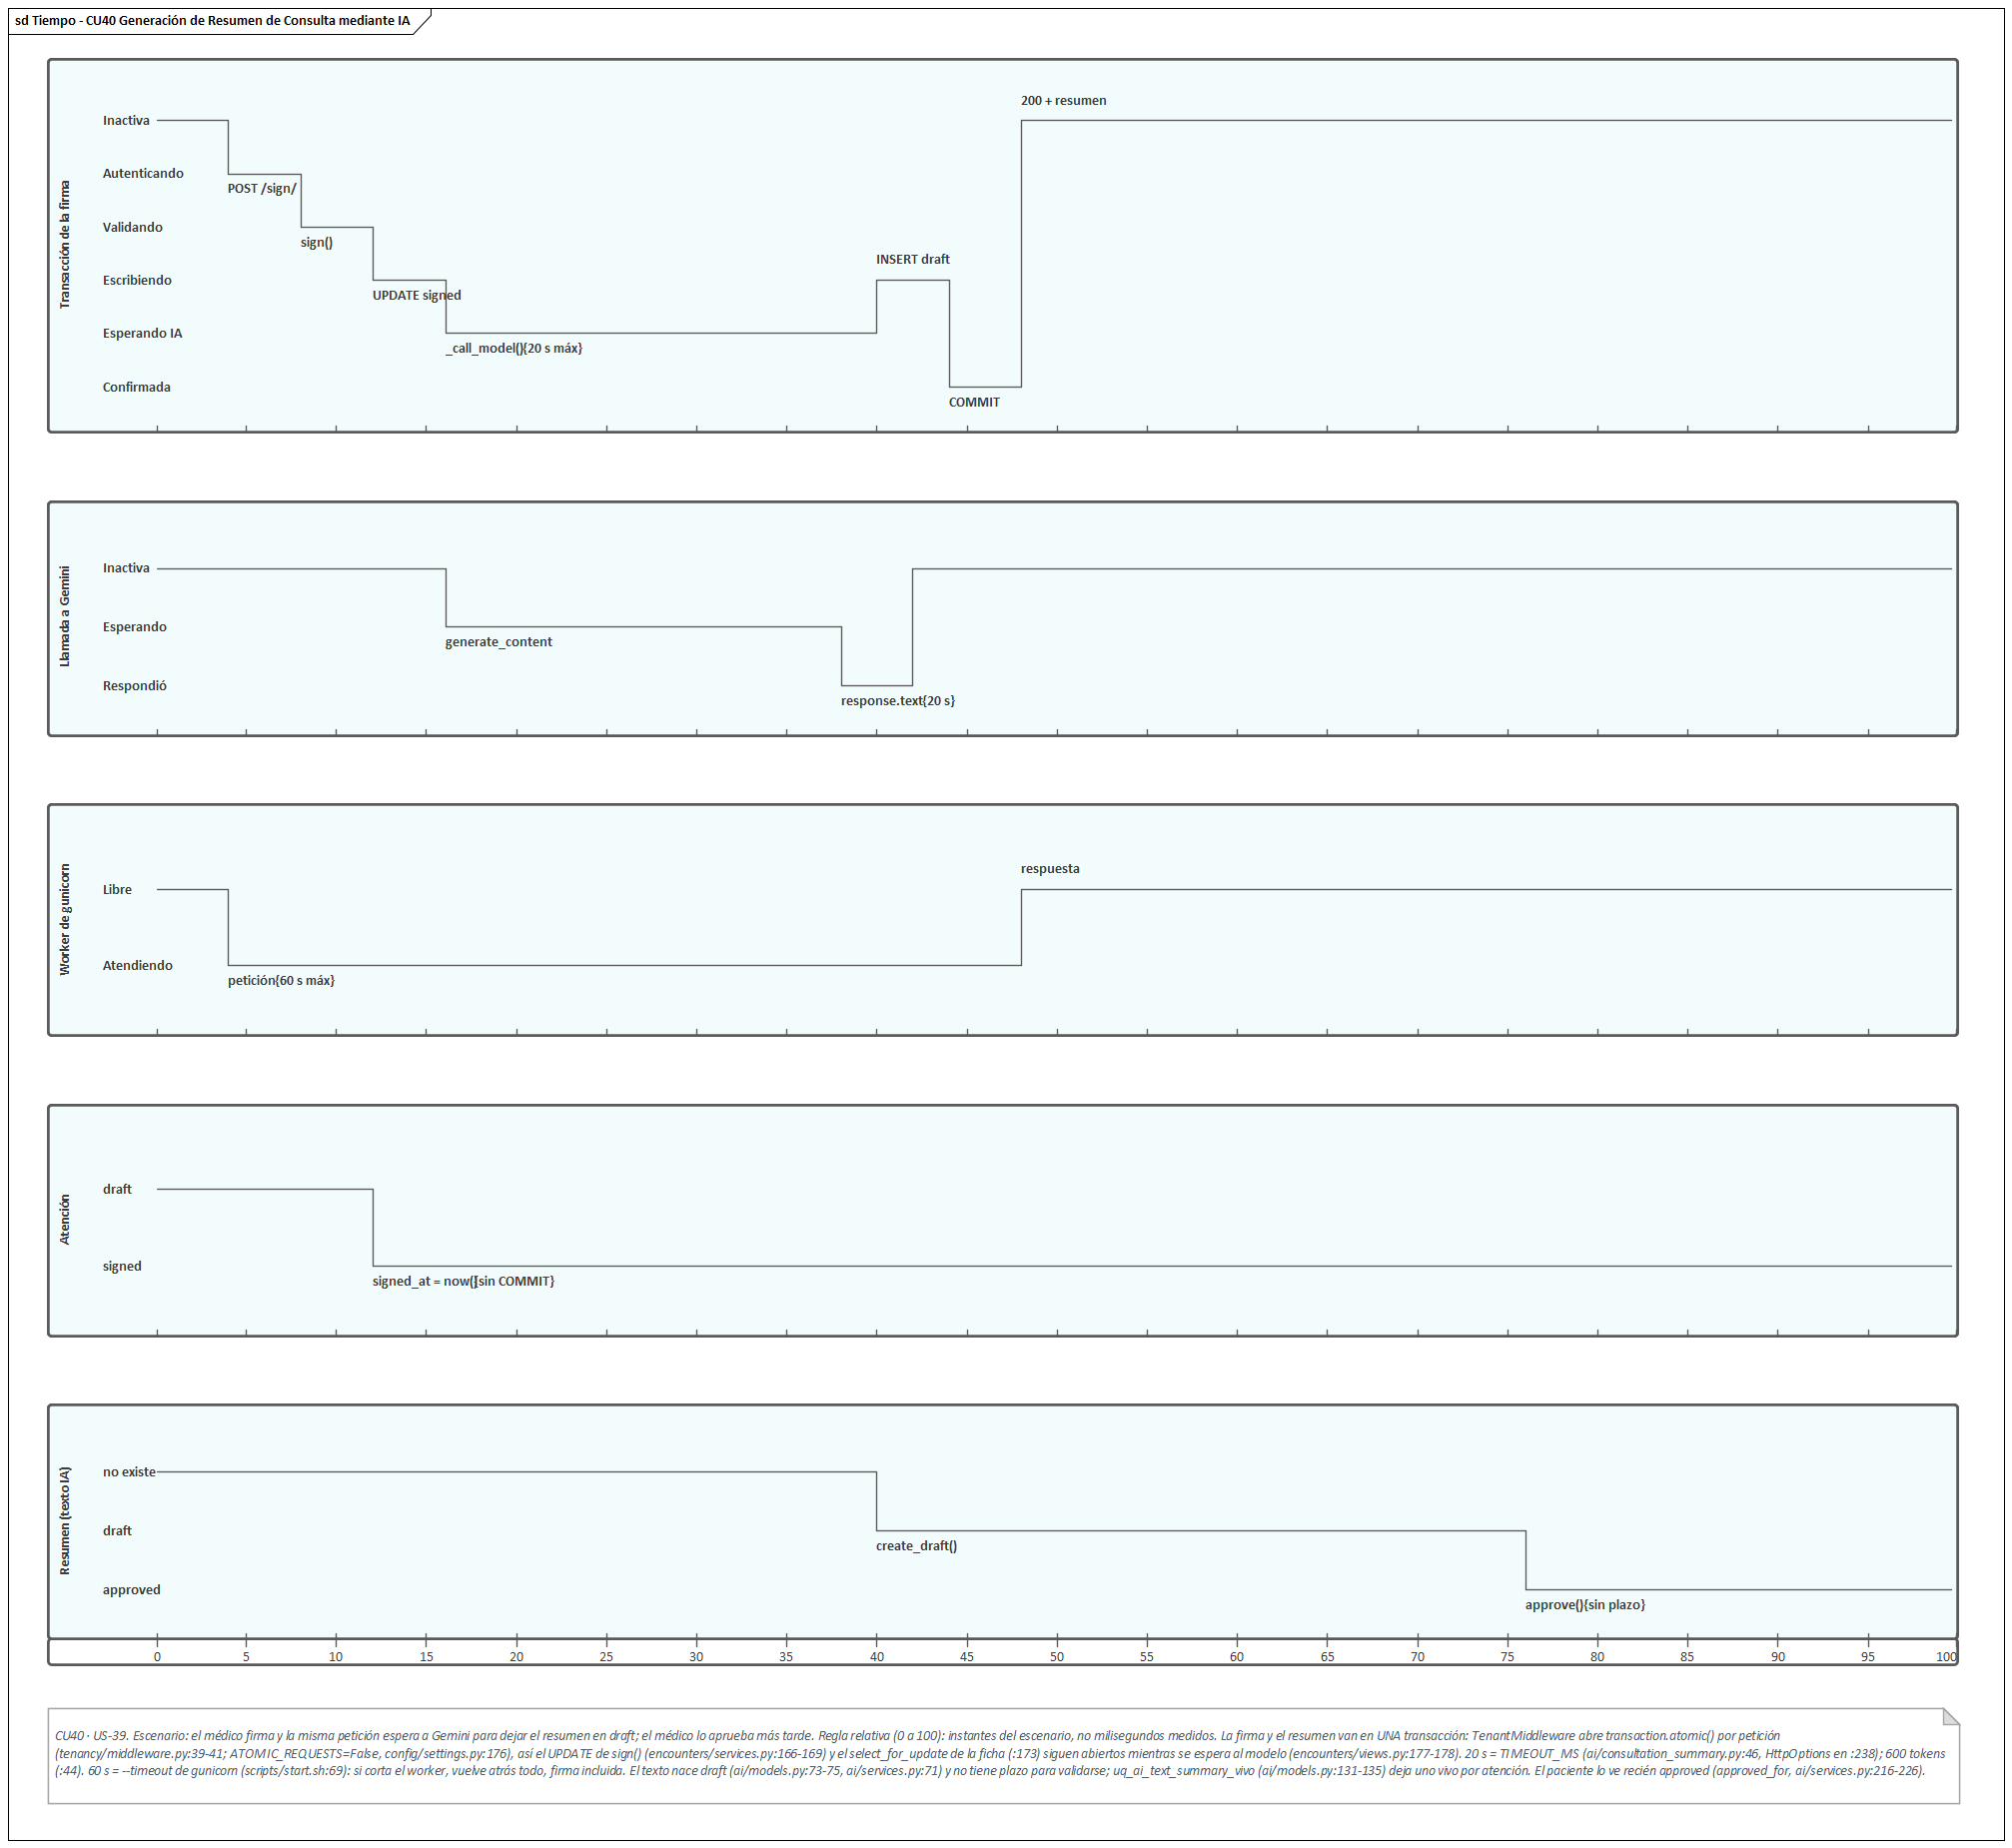 sd Tiempo - CU40 Generación de Resumen de Consulta mediante IA
Transacción de la firma
200 + resumen
Inactiva
Autenticando
POST /sign/
Validando
sign()
INSERT draft
Escribiendo
UPDATE signed
Esperando IA
_call_model(){20 s máx}
Confirmada
COMMIT
Llamada a Gemini
Inactiva
Esperando
generate_content
Respondió
response.text{20 s}
Worker de gunicorn
respuesta
Libre
Atendiendo
petición{60 s máx}
Atención
draft
signed
signed_at = now(){sin COMMIT}
Resumen (texto IA)
no existe
draft
create_draft()
approved
approve(){sin plazo}
0 5 10 15 20 25 30 35 40 45 50 55 60 65 70 75 80 85 90 95 100
CU40 · US-39. Escenario: el médico firma y la misma petición espera a Gemini para dejar el resumen en draft; el médico lo aprueba más tarde. Regla relativa (0 a 100): instantes del escenario, no milisegundos medidos. La firma y el resumen van en UNA transacción: TenantMiddleware abre transaction.atomic() por petición
(tenancy/middleware.py:39-41; ATOMIC_REQUESTS=False, config/settings.py:176), así el UPDATE de sign() (encounters/services.py:166-169) y el select_for_update de la ficha (:173) siguen abiertos mientras se espera al modelo (encounters/views.py:177-178). 20 s = TIMEOUT_MS (ai/consultation_summary.py:46, HttpOptions en :238); 600 tokens
(:44). 60 s = --timeout de gunicorn (scripts/start.sh:69): si corta el worker, vuelve atrás todo, firma incluida. El texto nace draft (ai/models.py:73-75, ai/services.py:71) y no tiene plazo para validarse; uq_ai_text_summary_vivo (ai/models.py:131-135) deja uno vivo por atención. El paciente lo ve recién approved (approved_for, ai/services.py:216-226).